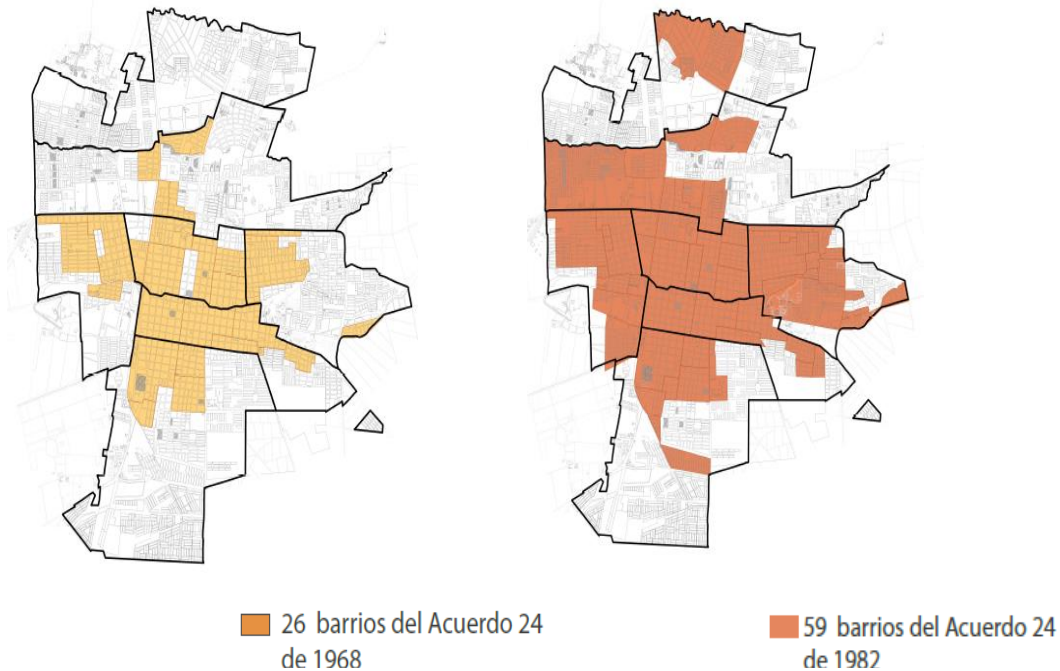 26 barrios del Acuerdo 24
de 1968
59 barrios del Acuerdo 24
de 1982